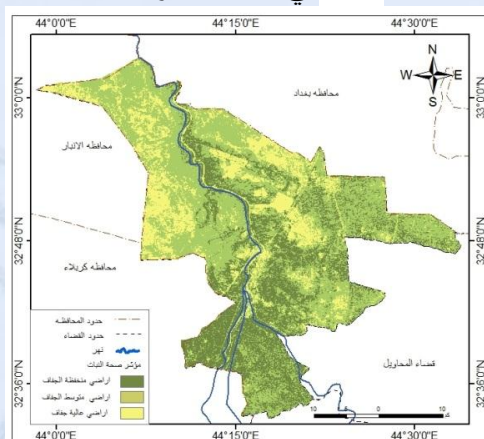 44°0'0"E
44°15'0"E
44°30'0"E
N
W
E
S
محافظه بغداد
محافظه الانبار
محافظه كربلاء
قضاء المحاويل
33°0'0"N
32°48'0"N
32°36'0"N
33°0'0"N
32°48'0"N
32°36'0"N
حدود المحافظه
حدود القضاء
نهر
مؤشر صحة النبات
اراضي منخفظة الجفاف
اراضي متوسط الجفاف
اراضي عالية جفاف
10
0
10
44°0'0"E
44°15'0"E
44°30'0"E